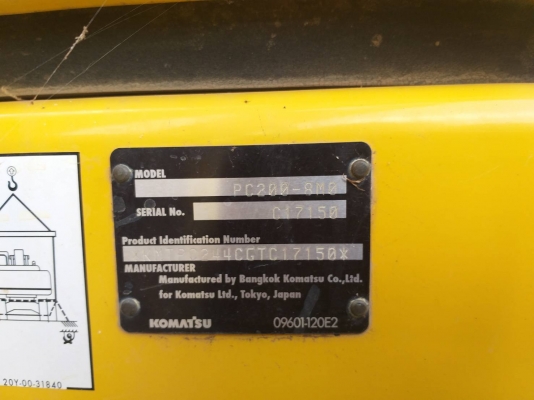 MODEL PC200-8M0
SERIAL No. C17150
Product Identification Number
MANUFACTURER
Manufactured by Bangkok Komatsu Co.,Ltd.
for Komatsu Ltd., Tokyo, Japan
KOMATSU 09601-120E2
20Y-00-31840